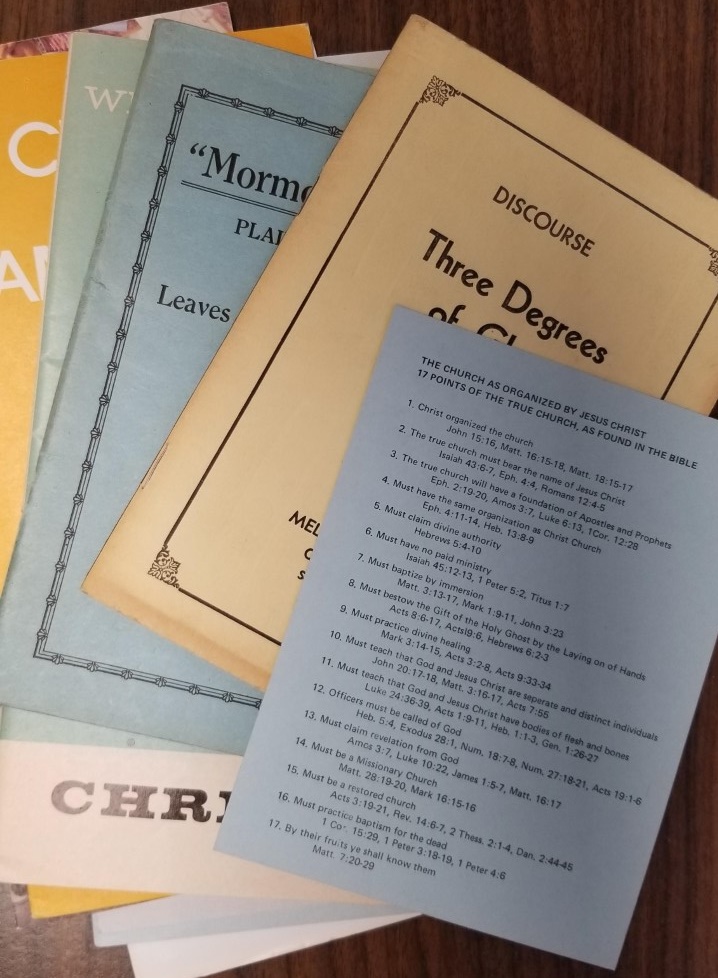 C
AM
WI
"Mormo
PLAI
Leaves
CHRI
DISCOURSE
Three Degrees
of Gl
MEL
C
S
THE CHURCH AS ORGANIZED BY JESUS CHRIST
17 POINTS OF THE TRUE CHURCH, AS FOUND IN THE BIBLE
1. Christ organized the church
John 15:16, Matt. 16:15-18, Matt. 18:15-17
2. The true church must bear the name of Jesus Christ
Isaiah 43:6-7, Eph. 4:4, Romans 12:4-5
3. The true church will have a foundation of Apostles and Prophets
Eph. 2:19-20, Amos 3:7, Luke 6:13, 1Cor. 12:28
4. Must have the same organization as Christ Church
Eph. 4:11-14, Heb. 13:8-9
5. Must claim divine authority
Hebrews 5:4-10
6. Must have no paid ministry
Isaiah 45:12-13, 1 Peter 5:2, Titus 1:7
7. Must baptize by immersion
Matt. 3:13-17, Mark 1:9-11, John 3:23
8. Must bestow the Gift of the Holy Ghost by the Laying on of Hands
Acts 8:6-17, Acts19:6, Hebrews 6:2-3
9. Must practice divine healing
Mark 3:14-15, Acts 3:2-8, Acts 9:33-34
10. Must teach that God and Jesus Christ are seperate and distinct individuals
John 20:17-18, Matt. 3:16-17, Acts 7:55
11. Must teach that God and Jesus Christ have bodies of flesh and bones
Luke 24:36-39, Acts 1:9-11, Heb. 1:1-3, Gen. 1:26-27
12. Officers must be called of God
Heb. 5:4, Exodus 28:1, Num. 18:7-8, Num. 27:18-21, Acts 19:1-6
13. Must claim revelation from God
Amos 3:7, Luke 10:22, James 1:5-7, Matt. 16:17
14. Must be a Missionary Church
Matt. 28:19-20, Mark 16:15-16
15. Must be a restored church
Acts 3:19-21, Rev. 14:6-7, 2 Thess. 2:1-4, Dan. 2:44-45
16. Must practice baptism for the dead
1 Cor. 15:29, 1 Peter 3:18-19, 1 Peter 4:6
17. By their fruits ye shall know them
Matt. 7:20-29